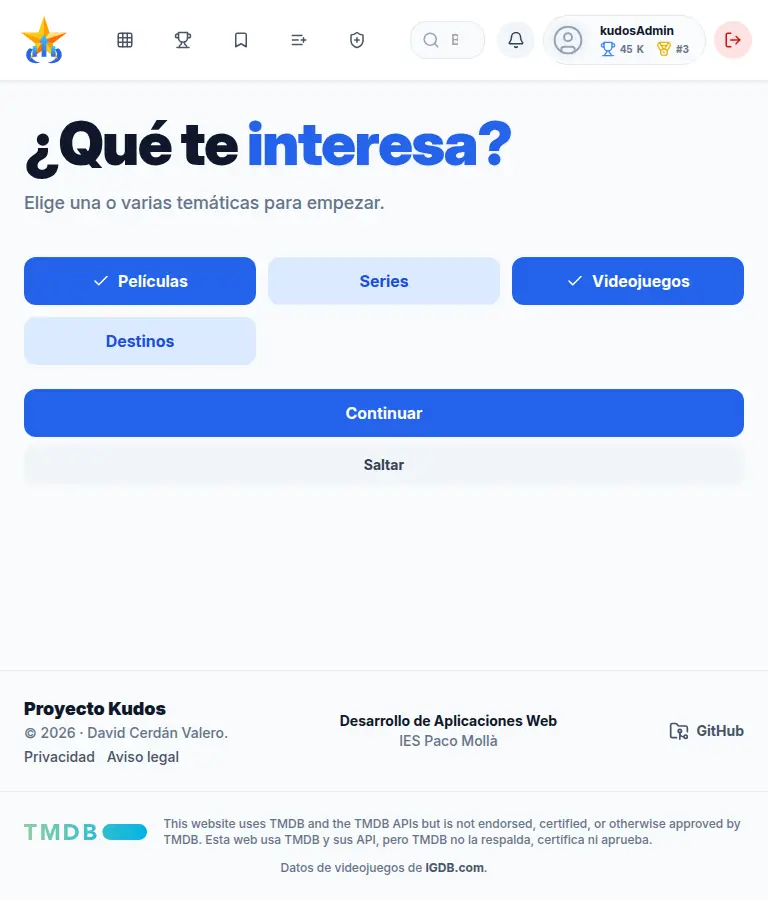 kudosAdmin
45 K #3
¿Qué te interesa?
Elige una o varias temáticas para empezar.
Películas
Series
Videojuegos
Destinos
Continuar
Saltar
Proyecto Kudos
© 2026 · David Cerdán Valero.
Privacidad Aviso legal
Desarrollo de Aplicaciones Web
IES Paco Mollà
GitHub
TMDB
This website uses TMDB and the TMDB APIs but is not endorsed, certified, or otherwise approved by
TMDB. Esta web usa TMDB y sus API, pero TMDB no la respalda, certifica ni aprueba.
Datos de videojuegos de IGDB.com.